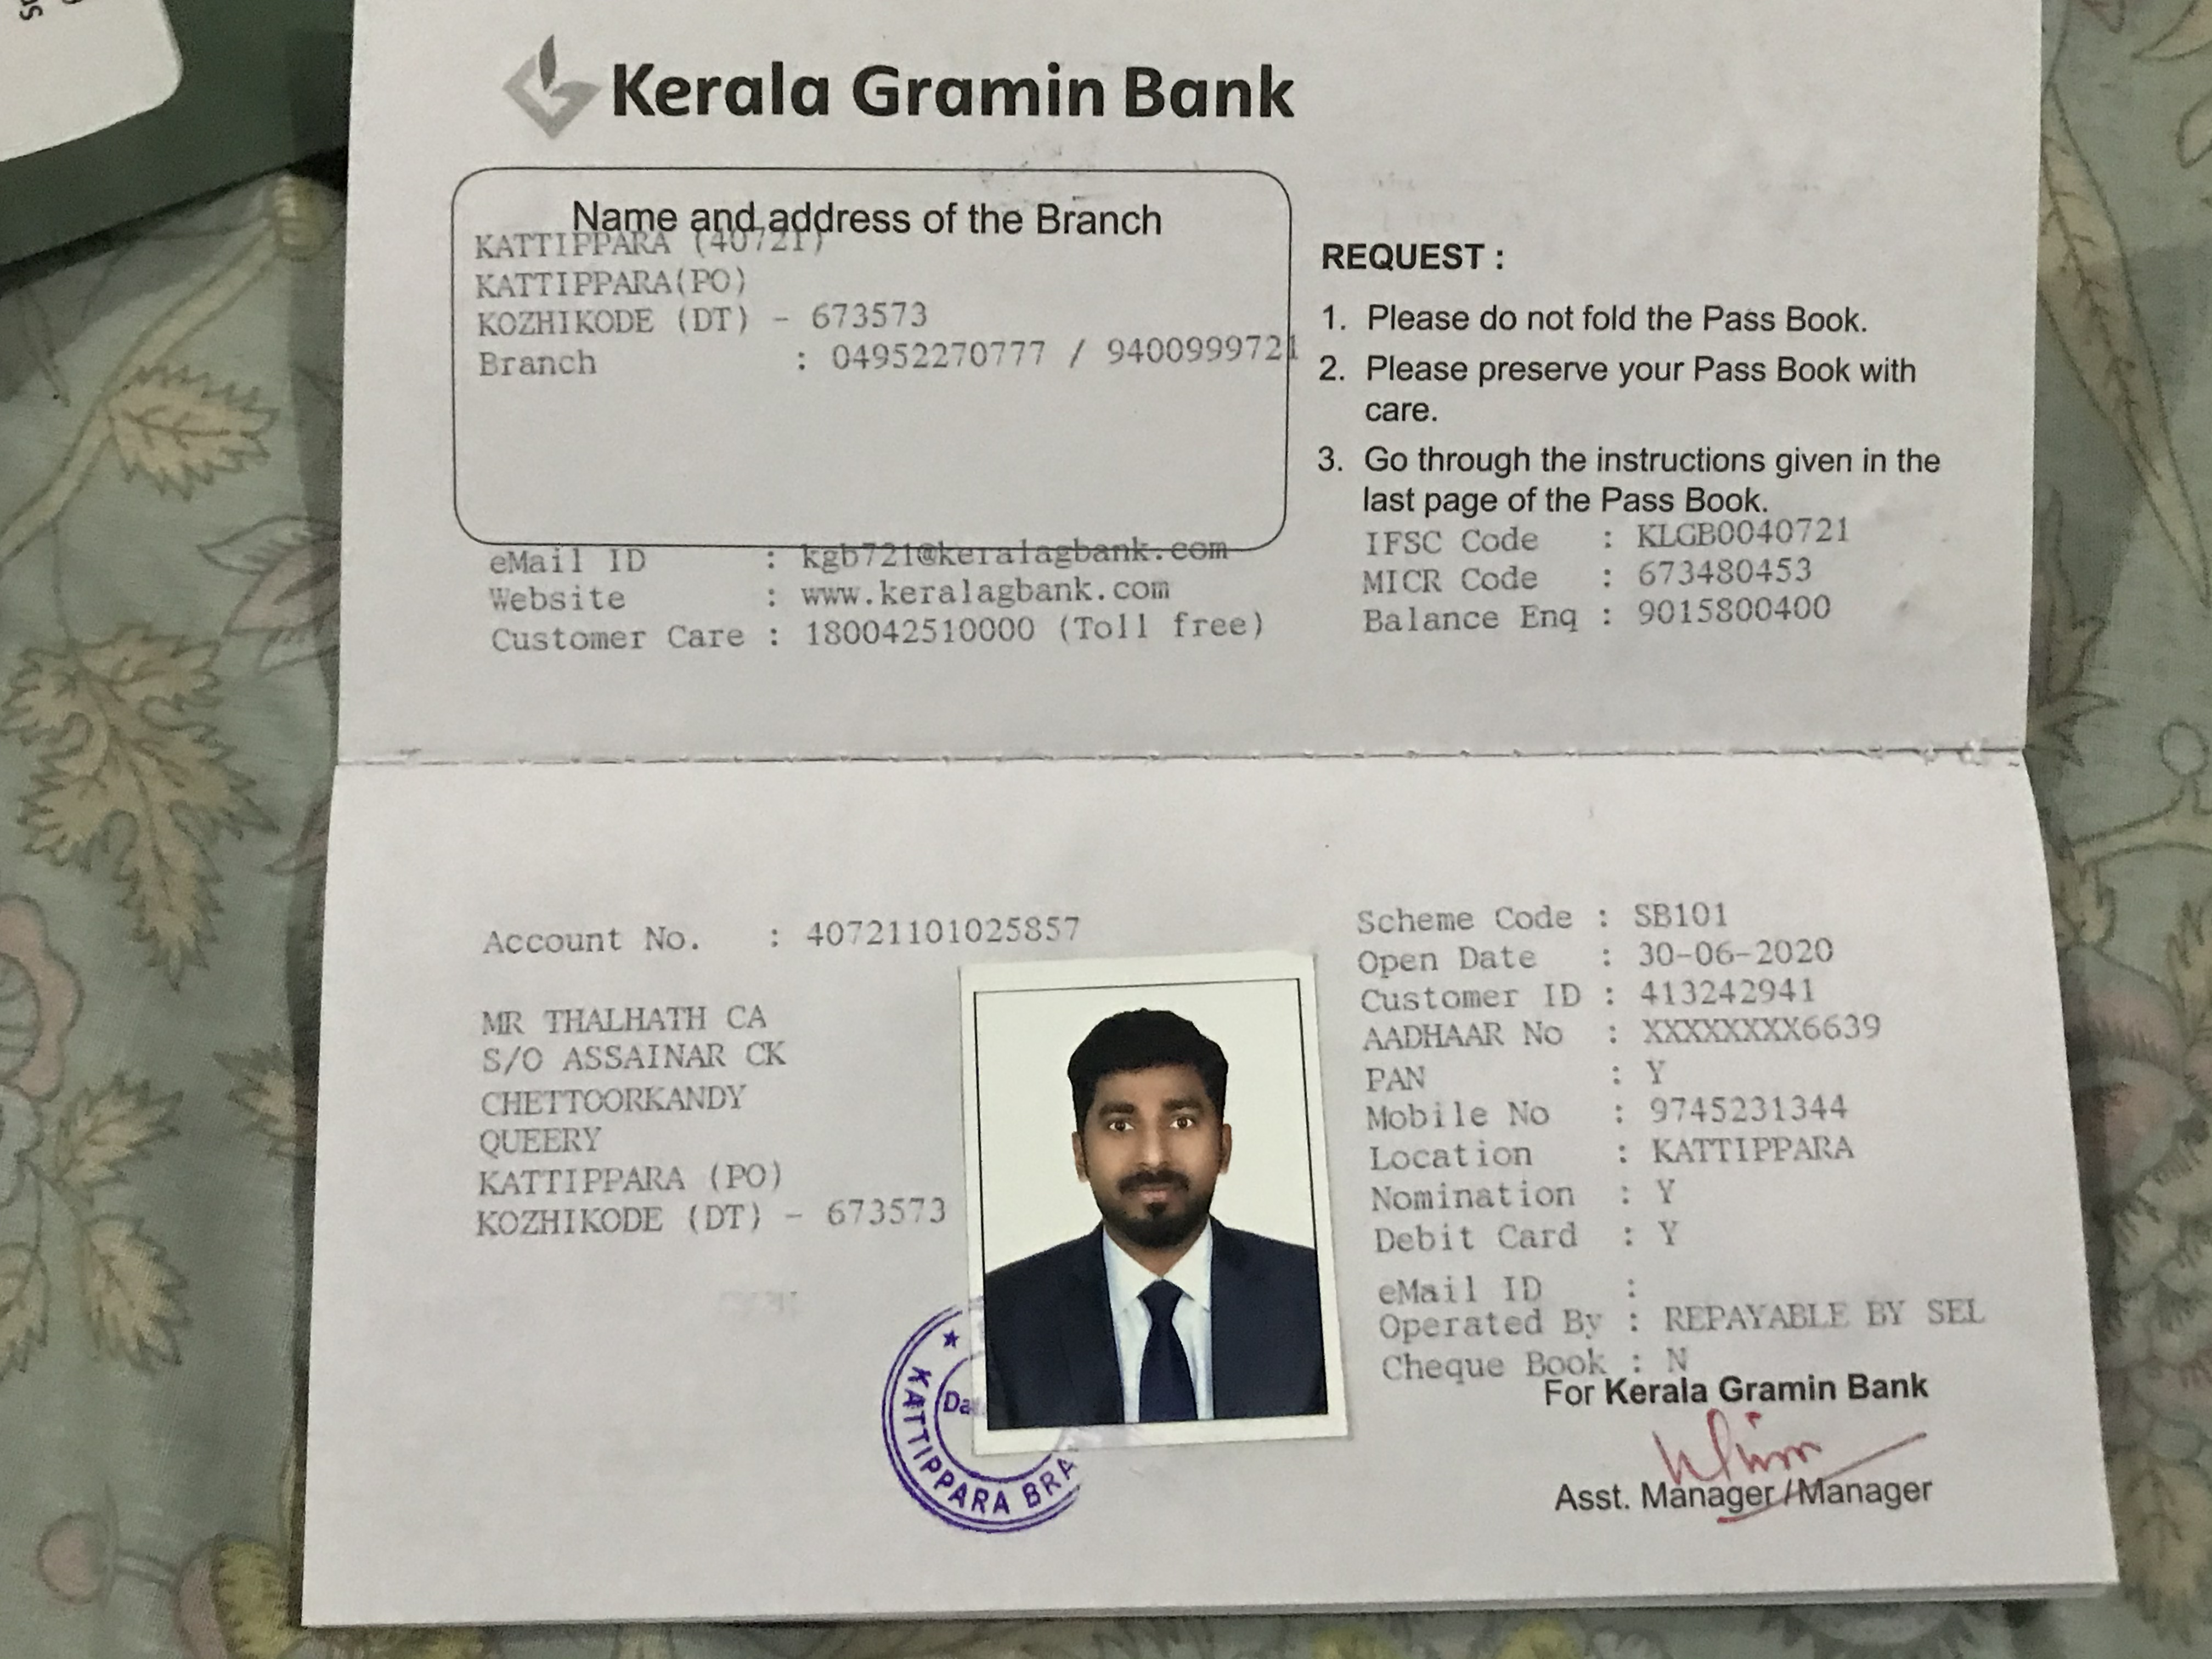 Kerala Gramin Bank
Name and address of the Branch
KATTIPPARA (40721)
KATTIPPARA(PO)
KOZHIKODE (DT) - 673573
Branch : 04952270777 / 9400999721
eMail ID : kgb721@keralagbank.com
Website : www.keralagbank.com
Customer Care : 180042510000 (Toll free)
REQUEST :
1. Please do not fold the Pass Book.
2. Please preserve your Pass Book with
care.
3. Go through the instructions given in the
last page of the Pass Book.
IFSC Code : KLGB0040721
MICR Code : 673480453
Balance Enq : 9015800400
Account No. : 40721101025857
MR THALHATH CA
S/O ASSAINAR CK
CHETTOORKANDY
QUEERY
KATTIPPARA (PO)
KOZHIKODE (DT) - 673573
KATTIPPARA BRA
Scheme Code : SB101
Open Date : 30-06-2020
Customer ID : 413242941
AADHAAR No : XXXXXXXX6639
PAN : Y
Mobile No : 9745231344
Location : KATTIPPARA
Nomination : Y
Debit Card : Y
eMail ID :
Operated By : REPAYABLE BY SEL
Cheque Book : N
For Kerala Gramin Bank
Asst. Manager/Manager